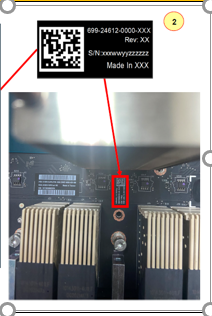 699-24612-0000-XXX
Rev: XX
S/N:xxxwwyyzzzzzz
Made In XXX
2